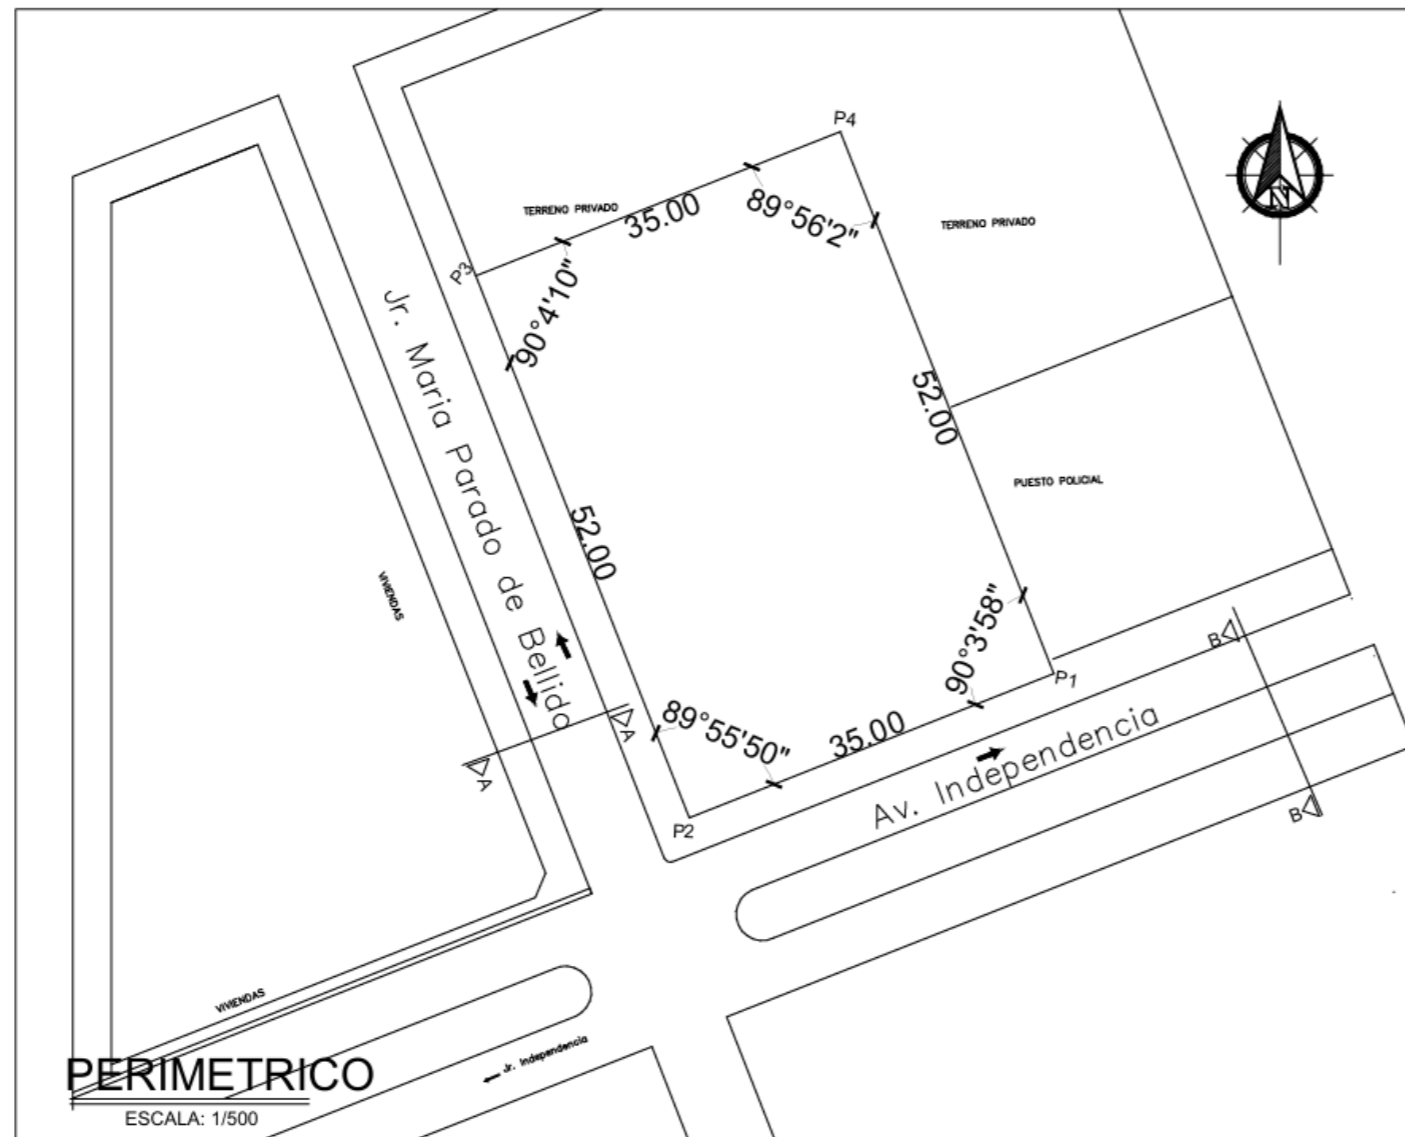 P4
TERRENO PRIVADO
35.00
89°56'2"
TERRENO PRIVADO
N
P3
90°4'10"
Jr. Maria Parado de Bellido
52.00
52.00
PUESTO POLICIAL
VIVIENDAS
90°3'58"
B
P1
89°55'50"
35.00
A
A
Av. Independencia
P2
B
VIVIENDAS
Jr. Independencia
PERIMETRICO
ESCALA: 1/500